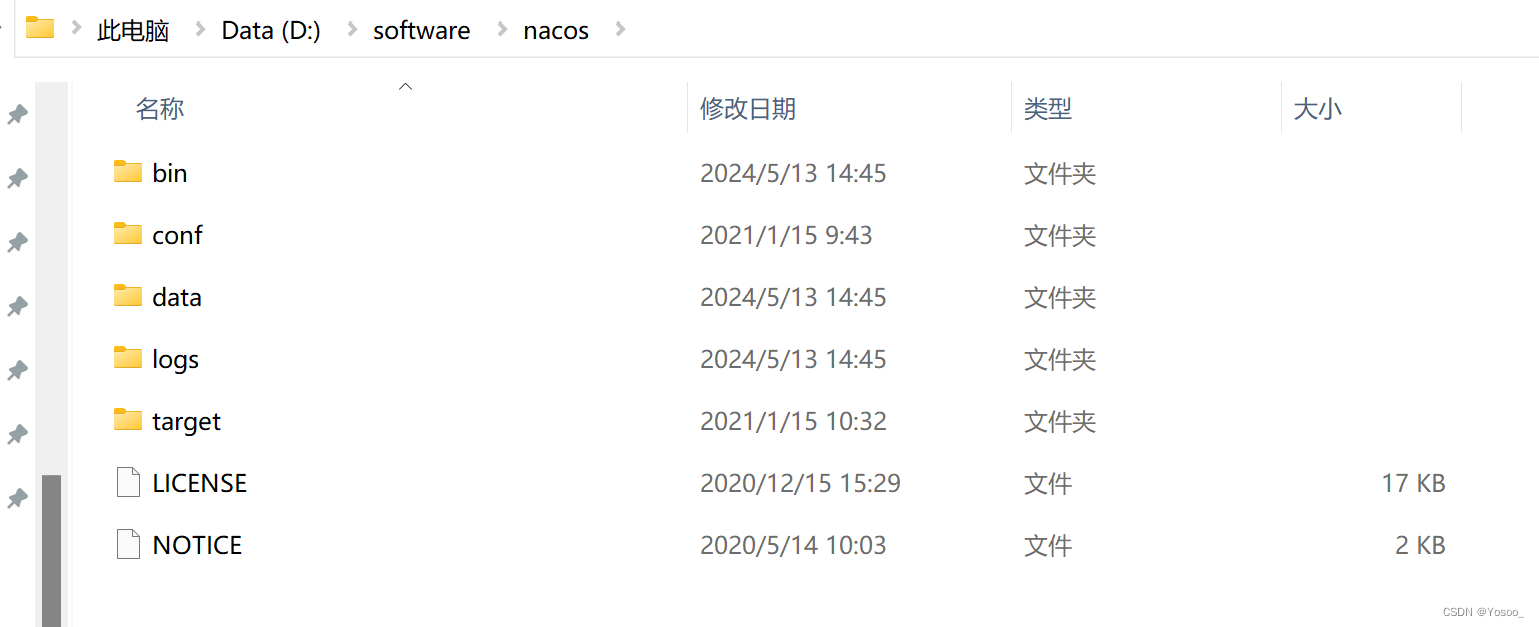 此电脑 Data (D:) software nacos
名称 修改日期 类型 大小
bin 2024/5/13 14:45 文件夹
conf 2021/1/15 9:43 文件夹
data 2024/5/13 14:45 文件夹
logs 2024/5/13 14:45 文件夹
target 2021/1/15 10:32 文件夹
LICENSE 2020/12/15 15:29 文件 17 KB
NOTICE 2020/5/14 10:03 文件 2 KB
CSDN @Yosoo_